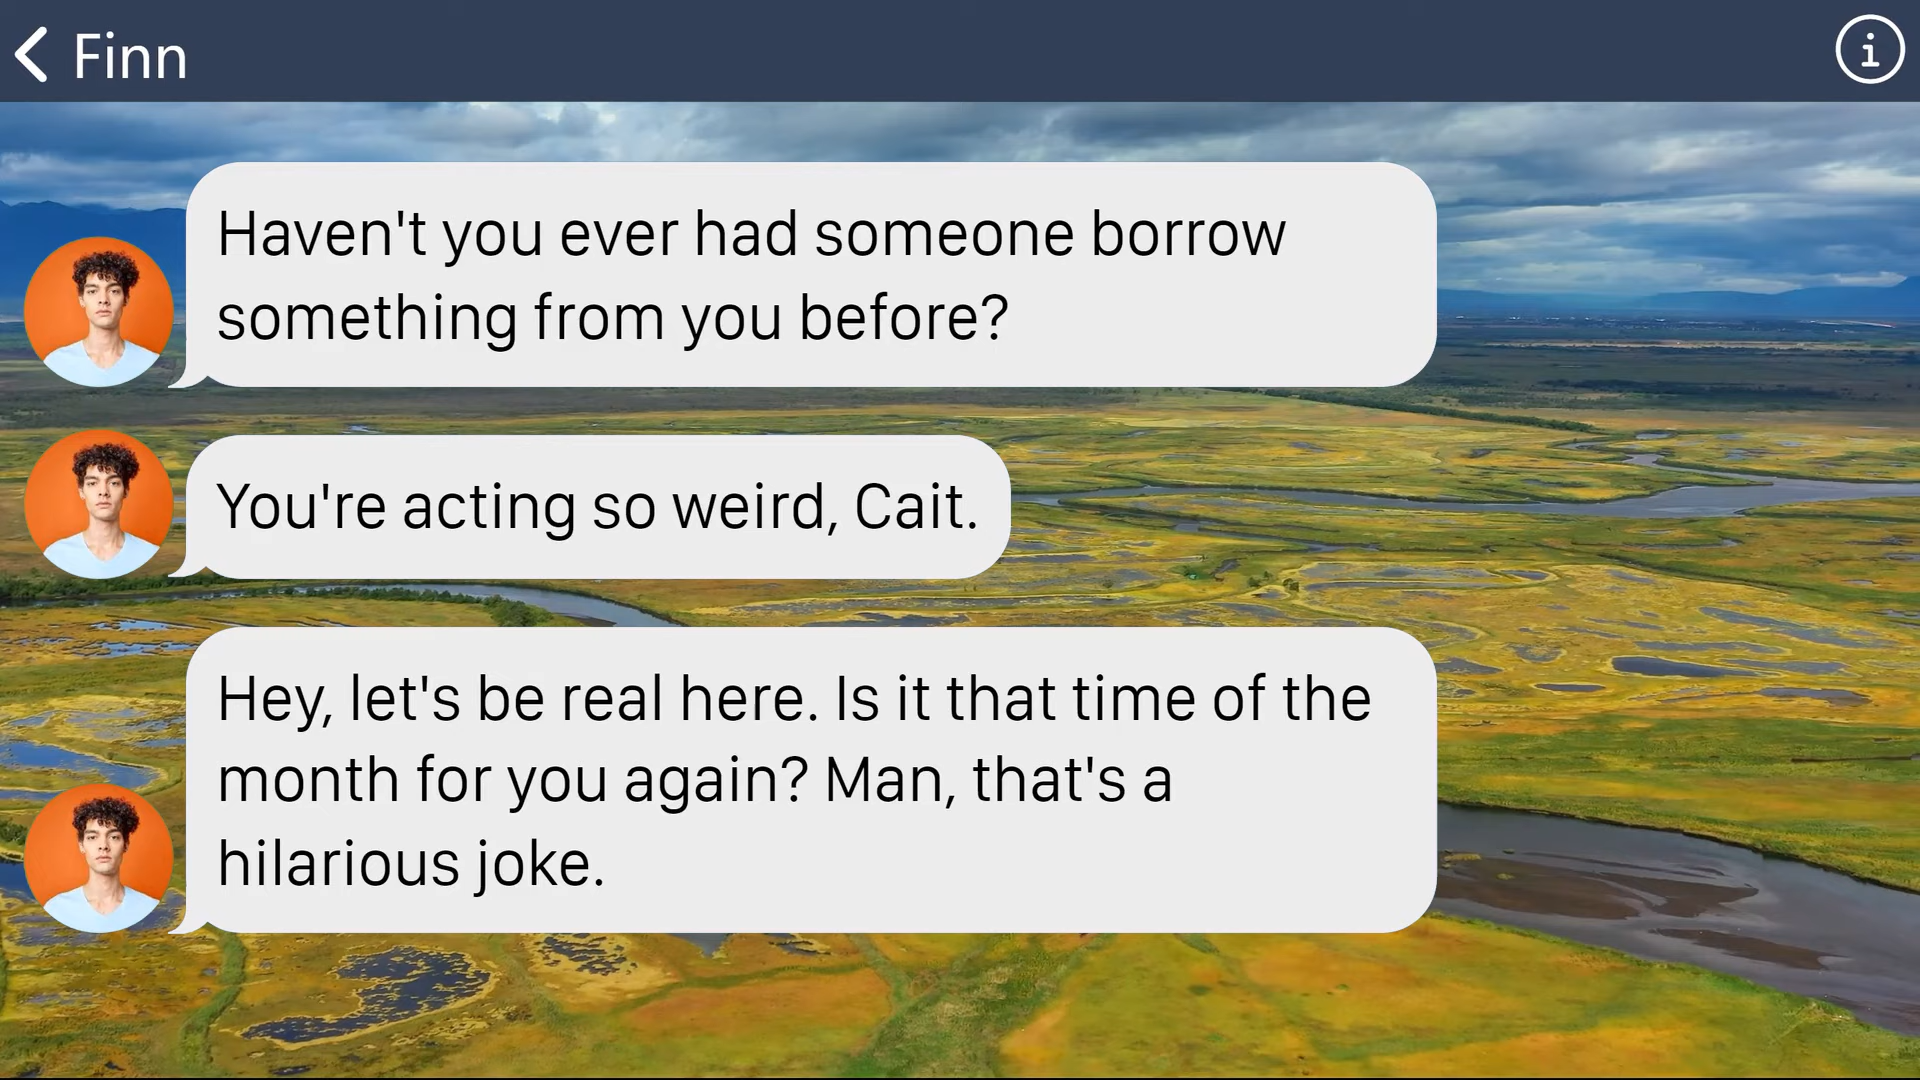 Finn
Haven't you ever had someone borrow
something from you before?
You're acting so weird, Cait.
Hey, let's be real here. Is it that time of the
month for you again? Man, that's a
hilarious joke.